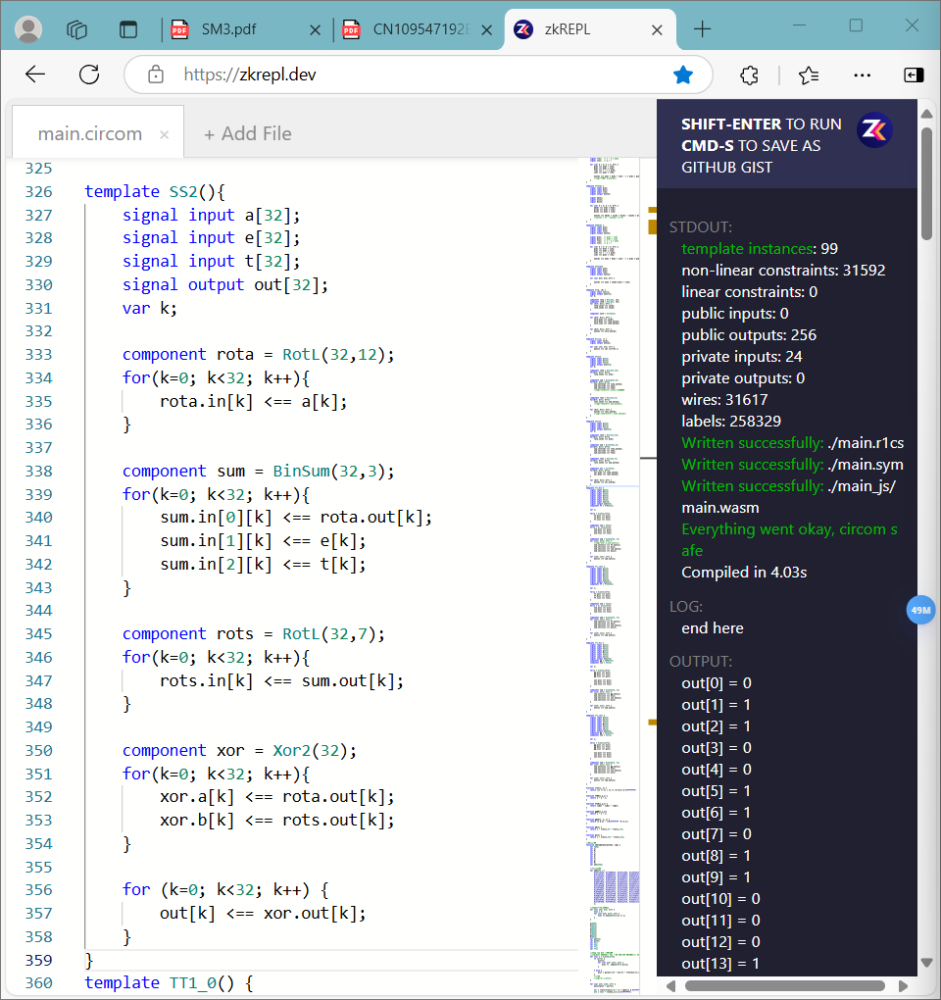 SM3.pdf
CN109547192B
zkREPL
https://zkrepl.dev
main.circom
+ Add File
325
326 template SS2(){
327 signal input a[32];
328 signal input e[32];
329 signal input t[32];
330 signal output out[32];
331 var k;
332
333 component rota = RotL(32,12);
334 for(k=0; k<32; k++){
335 rota.in[k] <== a[k];
336 }
337
338 component sum = BinSum(32,3);
339 for(k=0; k<32; k++){
340 sum.in[0][k] <== rota.out[k];
341 sum.in[1][k] <== e[k];
342 sum.in[2][k] <== t[k];
343 }
344
345 component rots = RotL(32,7);
346 for(k=0; k<32; k++){
347 rots.in[k] <== sum.out[k];
348 }
349
350 component xor = Xor2(32);
351 for(k=0; k<32; k++){
352 xor.a[k] <== rota.out[k];
353 xor.b[k] <== rots.out[k];
354 }
355
356 for (k=0; k<32; k++) {
357 out[k] <== xor.out[k];
358 }
359 }
360 template TT1_0() {
SHIFT-ENTER TO RUN
CMD-S TO SAVE AS
GITHUB GIST
STDOUT:
template instances: 99
non-linear constraints: 31592
linear constraints: 0
public inputs: 0
public outputs: 256
private inputs: 24
private outputs: 0
wires: 31617
labels: 258329
Written successfully: ./main.r1cs
Written successfully: ./main.sym
Written successfully: ./main_js/
main.wasm
Everything went okay, circom s
afe
Compiled in 4.03s
LOG:
end here
OUTPUT:
out[0] = 0
out[1] = 1
out[2] = 1
out[3] = 0
out[4] = 0
out[5] = 1
out[6] = 1
out[7] = 0
out[8] = 1
out[9] = 1
out[10] = 0
out[11] = 0
out[12] = 0
out[13] = 1
49M